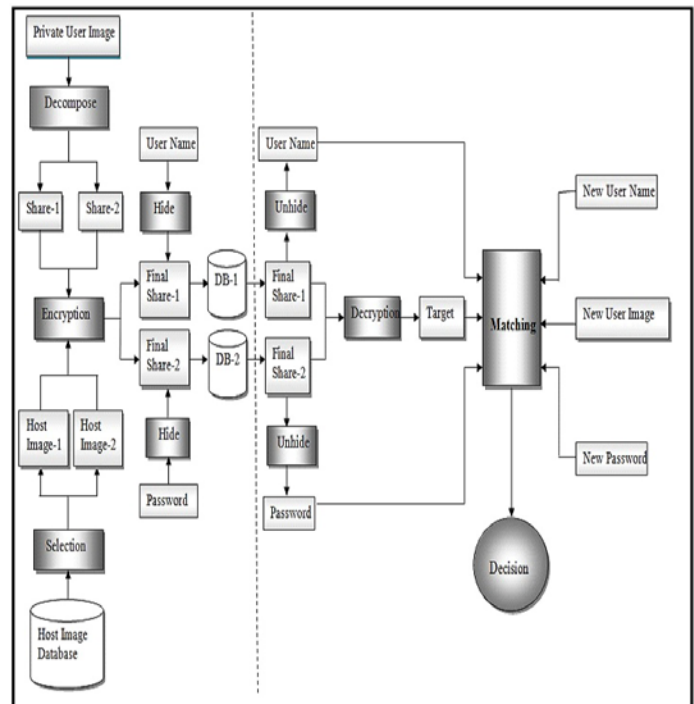 Private User Image
Decompose
Share-1
Share-2
Encryption
Host
Image-1
Host
Image-2
Selection
Host Image
Database
User Name
Hide
Final
Share-1
Final
Share-2
Hide
Password
DB-1
DB-2
User Name
Unhide
Final
Share-1
Final
Share-2
Unhide
Password
Decryption
Target
Matching
Decision
New User Name
New User Image
New Password